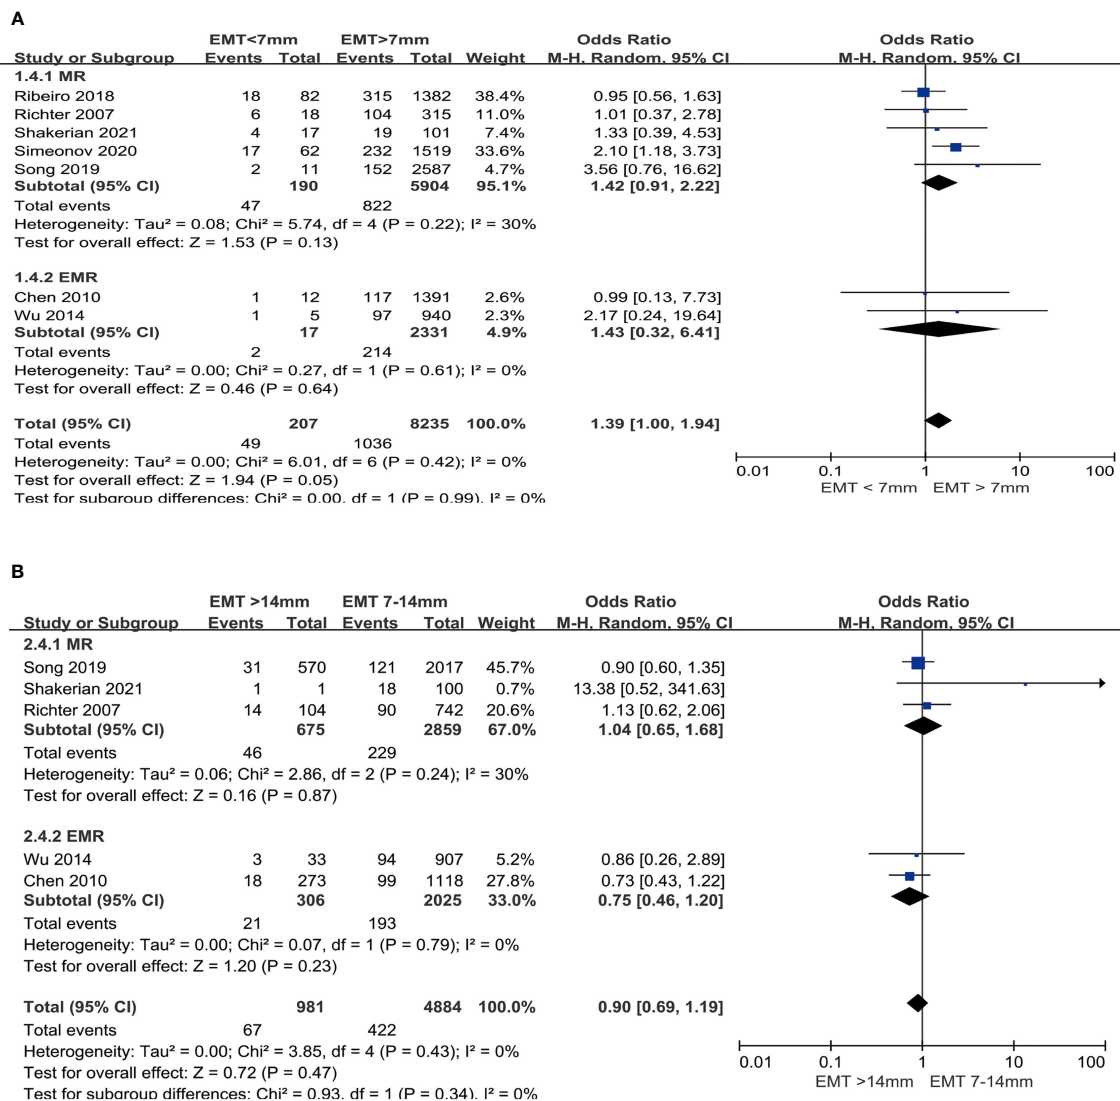 A
EMT<7mm EMT>7mm Odds Ratio Odds Ratio
Study or Subgroup Events Total Events Total Weight M-H, Random, 95% CI M-H, Random, 95% CI
1.4.1 MR
Ribeiro 2018 18 82 315 1382 38.4% 0.95 [0.56, 1.63]
Richter 2007 6 18 104 315 11.0% 1.01 [0.37, 2.78]
Shakerian 2021 4 17 19 101 7.4% 1.33 [0.39, 4.53]
Simeonov 2020 17 62 232 1519 33.6% 2.10 [1.18, 3.73]
Song 2019 2 11 152 2587 4.7% 3.56 [0.76, 16.62]
Subtotal (95% CI) 190 5904 95.1% 1.42 [0.91, 2.22]
Total events 47 822
Heterogeneity: Tau² = 0.08; Chi² = 5.74, df = 4 (P = 0.22); I² = 30%
Test for overall effect: Z = 1.53 (P = 0.13)
1.4.2 EMR
Chen 2010 1 12 117 1391 2.6% 0.99 [0.13, 7.73]
Wu 2014 1 5 97 940 2.3% 2.17 [0.24, 19.64]
Subtotal (95% CI) 17 2331 4.9% 1.43 [0.32, 6.41]
Total events 2 214
Heterogeneity: Tau² = 0.00; Chi² = 0.27, df = 1 (P = 0.61); I² = 0%
Test for overall effect: Z = 0.46 (P = 0.64)
Total (95% CI) 207 8235 100.0% 1.39 [1.00, 1.94]
Total events 49 1036
Heterogeneity: Tau² = 0.00; Chi² = 6.01, df = 6 (P = 0.42); I² = 0%
Test for overall effect: Z = 1.94 (P = 0.05)
Test for subgroup differences: Chi² = 0.00, df = 1 (P = 0.99), I² = 0%
0.01 0.1 1 10 100
EMT < 7mm EMT > 7mm
B
EMT >14mm EMT 7-14mm Odds Ratio Odds Ratio
Study or Subgroup Events Total Events Total Weight M-H, Random, 95% CI M-H, Random, 95% CI
2.4.1 MR
Song 2019 31 570 121 2017 45.7% 0.90 [0.60, 1.35]
Shakerian 2021 1 1 18 100 0.7% 13.38 [0.52, 341.63]
Richter 2007 14 104 90 742 20.6% 1.13 [0.62, 2.06]
Subtotal (95% CI) 675 2859 67.0% 1.04 [0.65, 1.68]
Total events 46 229
Heterogeneity: Tau² = 0.06; Chi² = 2.86, df = 2 (P = 0.24); I² = 30%
Test for overall effect: Z = 0.16 (P = 0.87)
2.4.2 EMR
Wu 2014 3 33 94 907 5.2% 0.86 [0.26, 2.89]
Chen 2010 18 273 99 1118 27.8% 0.73 [0.43, 1.22]
Subtotal (95% CI) 306 2025 33.0% 0.75 [0.46, 1.20]
Total events 21 193
Heterogeneity: Tau² = 0.00; Chi² = 0.07, df = 1 (P = 0.79); I² = 0%
Test for overall effect: Z = 1.20 (P = 0.23)
Total (95% CI) 981 4884 100.0% 0.90 [0.69, 1.19]
Total events 67 422
Heterogeneity: Tau² = 0.00; Chi² = 3.85, df = 4 (P = 0.43); I² = 0%
Test for overall effect: Z = 0.72 (P = 0.47)
Test for subgroup differences: Chi² = 0.93, df = 1 (P = 0.34), I² = 0%
0.01 0.1 1 10 100
EMT >14mm EMT 7-14mm